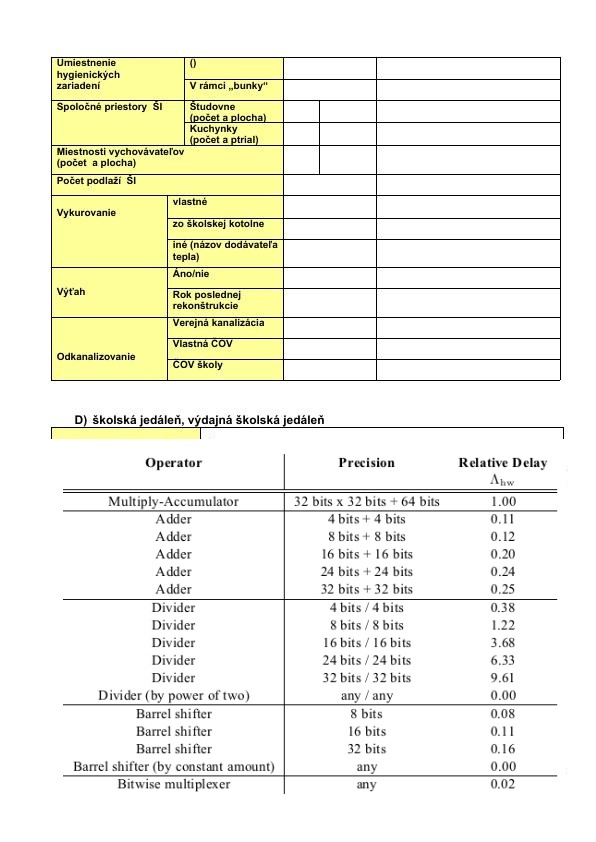 Umiestnenie
hygienických
zariadení
()
V rámci „bunky“
Spoločné priestory ŠI
Študovne
(počet a plocha)
Kuchynky
(počet a ptrial)
Miestnosti vychovávateľov
(počet a plocha)
Počet podlaží ŠI
Vykurovanie
vlastné
zo školskej kotolne
iné (názov dodávateľa
tepla)
Výťah
Áno/nie
Rok poslednej
rekonštrukcie
Odkanalizovanie
Verejná kanalizácia
Vlastná ČOV
ČOV školy
D) školská jedáleň, výdajná školská jedáleň
Operator Precision Relative Delay
Λhw
Multiply-Accumulator 32 bits x 32 bits + 64 bits 1.00
Adder 4 bits + 4 bits 0.11
Adder 8 bits + 8 bits 0.12
Adder 16 bits + 16 bits 0.20
Adder 24 bits + 24 bits 0.24
Adder 32 bits + 32 bits 0.25
Divider 4 bits / 4 bits 0.38
Divider 8 bits / 8 bits 1.22
Divider 16 bits / 16 bits 3.68
Divider 24 bits / 24 bits 6.33
Divider 32 bits / 32 bits 9.61
Divider (by power of two) any / any 0.00
Barrel shifter 8 bits 0.08
Barrel shifter 16 bits 0.11
Barrel shifter 32 bits 0.16
Barrel shifter (by constant amount) any 0.00
Bitwise multiplexer any 0.02